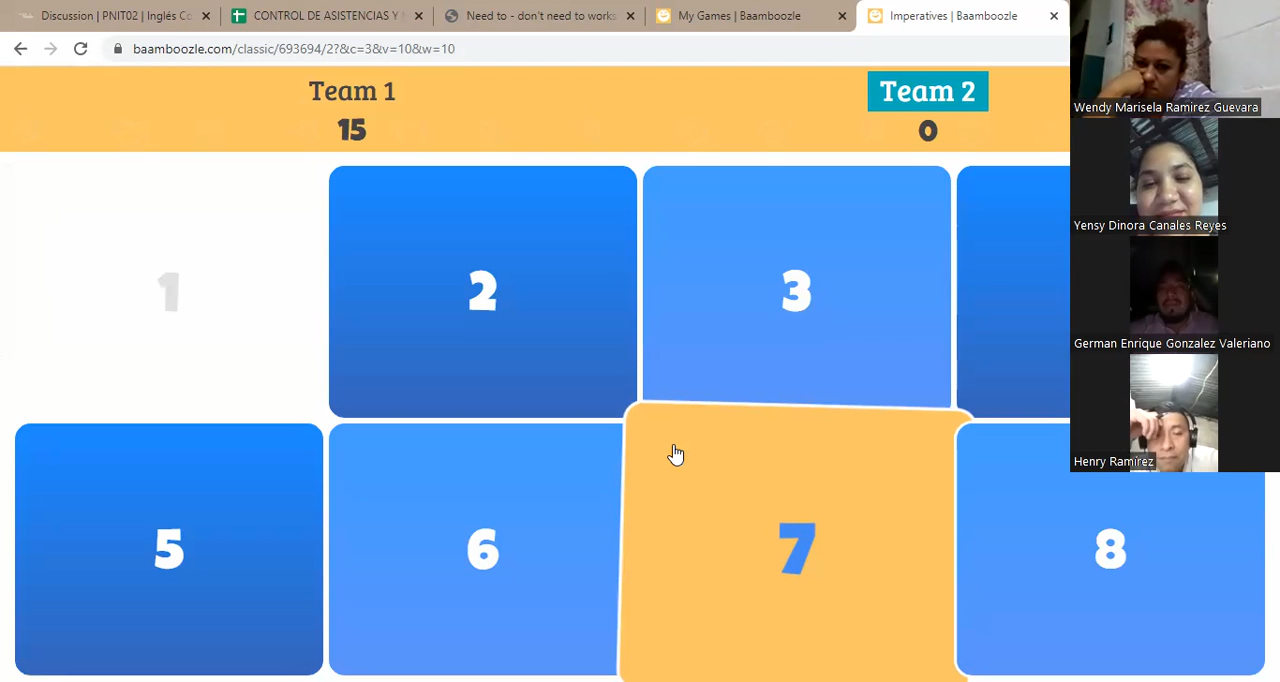 Discussion | PNIT02 | Inglés Co
CONTROL DE ASISTENCIAS Y
Need to - don't need to works
My Games | Baamboozle
Imperatives | Baamboozle
baamboozle.com/classic/693694/2?&c=3&v=10&w=10
Team 1
15
Team 2
0
1
2
3
5
6
7
8
Wendy Marisela Ramirez Guevara
Yensy Dinora Canales Reyes
German Enrique Gonzalez Valeriano
Henry Ramirez